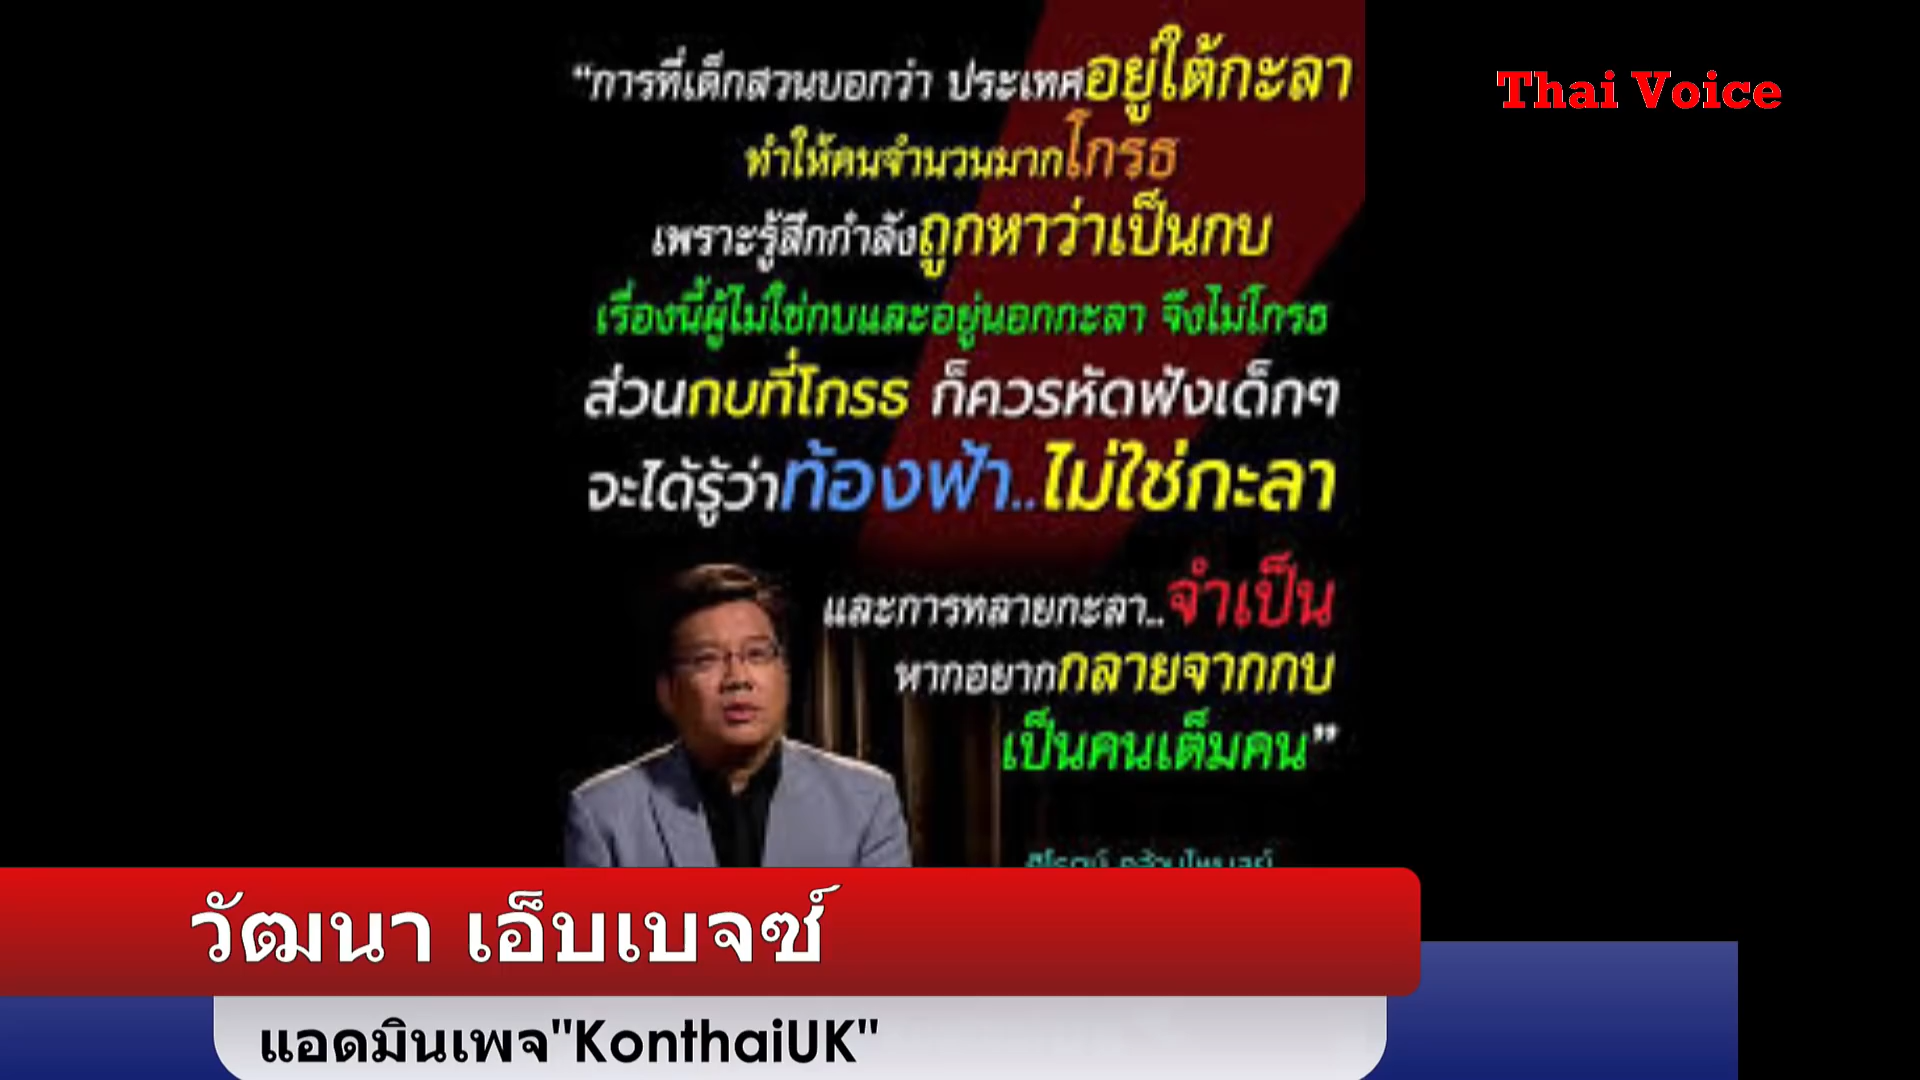 “การที่เด็กสวนบอกว่า ประเทศอยู่ใต้กะลา
Thai Voice
ทำให้คนจำนวนมากโกรธ
เพราะรู้สึกกำลังถูกหาว่าเป็นกบ
เรื่องนี้ผู้ไม่ใช่กบและอยู่นอกกะลา จึงไม่โกรธ
ส่วนกบที่โกรธ ก็ควรหัดฟังเด็กๆ
จะได้รู้ว่าท้องฟ้า..ไม่ใช่กะลา
และการทลายกะลา..จำเป็น
หากอยากกลายจากกบ
เป็นคนเต็มคน”
วัฒนา เอ็บเบจซ์
แอดมินเพจ"KonthaiUK"